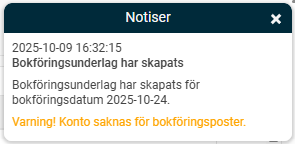 Notiser
2025-10-09 16:32:15
Bokföringsunderlag har skapats
Bokföringsunderlag har skapats för
bokföringsdatum 2025-10-24.
Varning! Konto saknas för bokföringsposter.